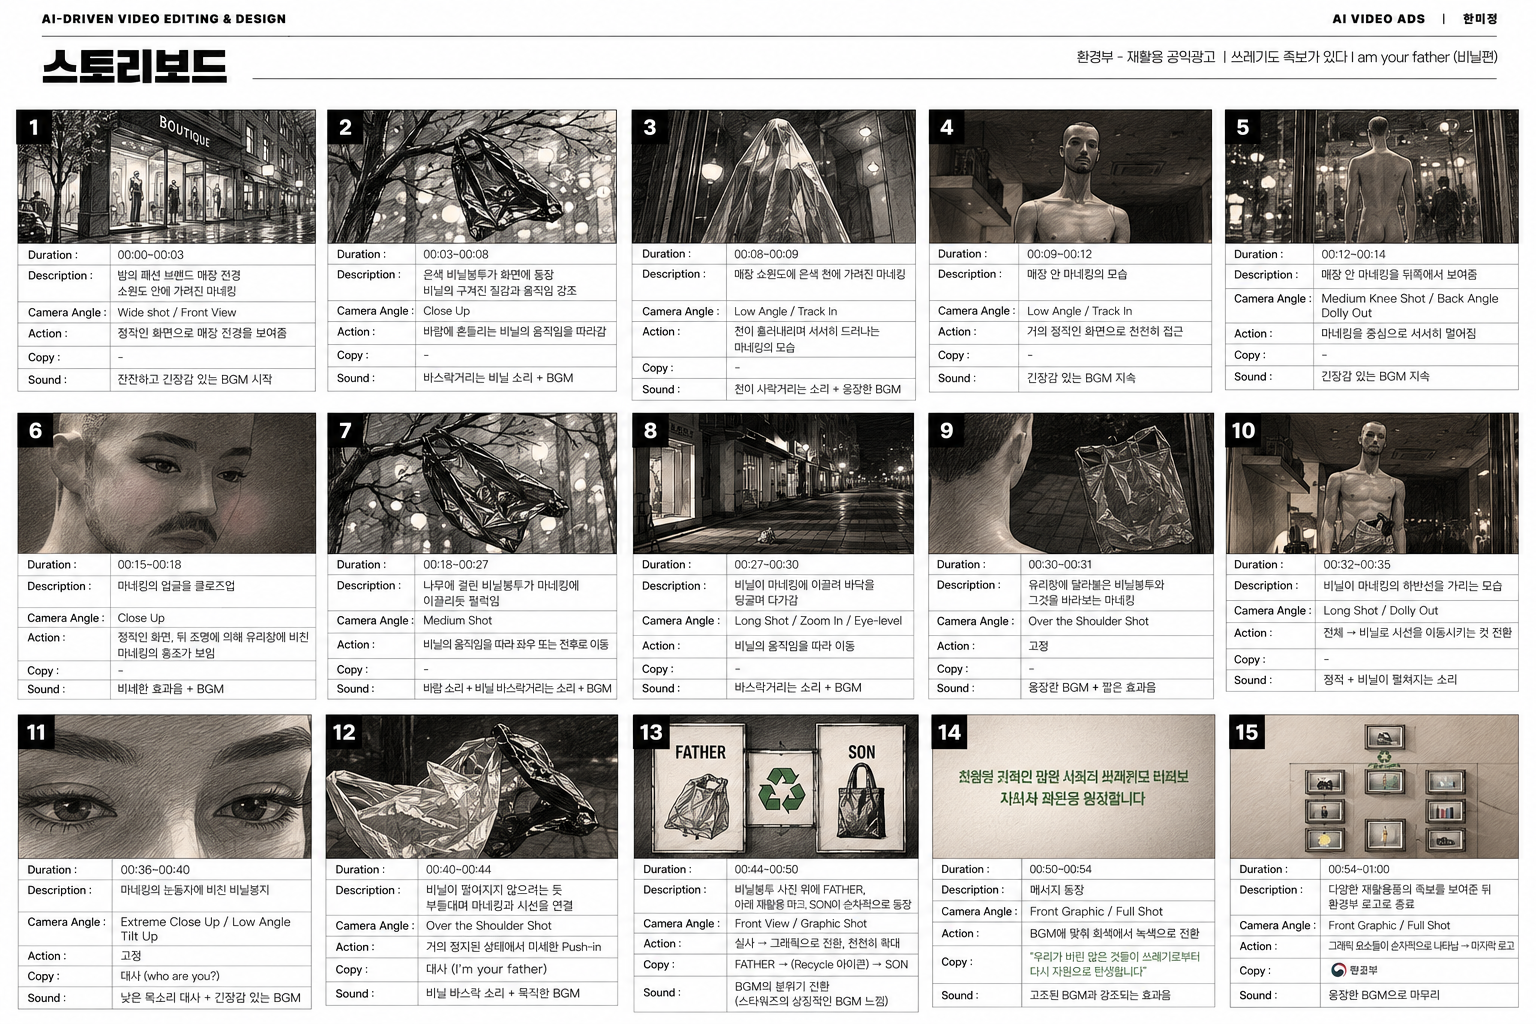 AI-DRIVEN VIDEO EDITING & DESIGN
AI VIDEO ADS | 한미정
스토리보드
환경부 - 재활용 공익광고 | 쓰레기도 족보가 있다 I am your father (비닐편)
1
BOUTIQUE
Duration : 00:00~00:03
Description : 밤의 패션 브랜드 매장 전경
소윈도 안에 가려진 마네킹
Camera Angle : Wide shot / Front View
Action : 정작인 화면으로 매장 전경을 보여줌
Copy : -
Sound : 잔잔하고 긴장감 있는 BGM 시작
2
Duration : 00:03~00:08
Description : 은색 비닐봉투가 화면에 등장
비닐의 구겨진 질감과 움직임 강조
Camera Angle : Close Up
Action : 바람에 흔들리는 비닐의 움직임을 따라감
Copy : -
Sound : 바스락거리는 비닐 소리 + BGM
3
Duration : 00:08~00:09
Description : 매장 쇼윈도에 은색 천에 가려진 마네킹
Camera Angle : Low Angle / Track In
Action : 천이 흘러내리며 서서히 드러나는
마네킹의 모습
Copy : -
Sound : 천이 사락거리는 소리 + 웅장한 BGM
4
Duration : 00:09~00:12
Description : 매장 안 마네킹의 모습
Camera Angle : Low Angle / Track In
Action : 거의 정적인 화면으로 천천히 접근
Copy : -
Sound : 긴장감 있는 BGM 지속
5
Duration : 00:12~00:14
Description : 매장 안 마네킹을 뒤쪽에서 보여줌
Camera Angle : Medium Knee Shot / Back Angle
Dolly Out
Action : 마네킹을 중심으로 서서히 멀어짐
Copy : -
Sound : 긴장감 있는 BGM 지속
6
Duration : 00:15~00:18
Description : 마네킹의 업글을 클로즈업
Camera Angle : Close Up
Action : 정작인 화면, 뒤 조명에 의해 유리창에 비친
마네킹의 홍조가 보임
Copy : -
Sound : 비세한 효과음 + BGM
7
Duration : 00:18~00:27
Description : 나무에 걸린 비닐봉투가 마네킹에
이끌리듯 펄럭임
Camera Angle : Medium Shot
Action : 비닐의 움직임을 따라 좌우 또는 전후로 이동
Copy : -
Sound : 바람 소리 + 비닐 바스락거리는 소리 + BGM
8
Duration : 00:27~00:30
Description : 비닐이 마네킹에 이끌려 바닥을
딩굴며 다가감
Camera Angle : Long Shot / Zoom In / Eye-level
Action : 비닐의 움직임을 따라 이동
Copy : -
Sound : 바스락거리는 소리 + BGM
9
Duration : 00:30~00:31
Description : 유리창에 달라붙은 비닐봉투와
그것을 바라보는 마네킹
Camera Angle : Over the Shoulder Shot
Action : 고정
Copy : -
Sound : 웅장한 BGM + 짧은 효과음
10
Duration : 00:32~00:35
Description : 비닐이 마네킹의 하반선을 가리는 모습
Camera Angle : Long Shot / Dolly Out
Action : 전체 → 비닐로 시선을 이동시키는 컷 전환
Copy : -
Sound : 정적 + 비닐이 펼쳐지는 소리
11
Duration : 00:36~00:40
Description : 마네킹의 눈동자에 비친 비닐봉지
Camera Angle : Extreme Close Up / Low Angle
Tilt Up
Action : 고정
Copy : 대사 (who are you?)
Sound : 낮은 목소리 대사 + 긴장감 있는 BGM
12
Duration : 00:40~00:44
Description : 비닐이 떨여지지 않으려는 듯
부들대며 마네킹과 시선을 연결
Camera Angle : Over the Shoulder Shot
Action : 거의 정지된 상태에서 미세한 Push-in
Copy : 대사 (I'm your father)
Sound : 비닐 바스락 소리 + 묵직한 BGM
13
FATHER
SON
Duration : 00:44~00:50
Description : 비닐봉투 사진 위에 FATHER,
아래 재활용 마크, SON이 순차적으로 동장
Camera Angle : Front View / Graphic Shot
Action : 실사 → 그래픽으로 전환, 천천히 확대
Copy : FATHER → (Recycle 아이콘) → SON
Sound : BGM의 분위기 전환
(스타워즈의 상징적인 BGM 느낌)
14
Duration : 00:50~00:54
Description : 메서지 동장
Camera Angle : Front Graphic / Full Shot
Action : BGM에 맞춰 회색에서 녹색으로 전환
Copy : "우리가 바린 많은 것들이 쓰레기로부터
다시 자원으로 탄생합니다"
Sound : 고조된 BGM과 강조되는 효과음
15
Duration : 00:54~01:00
Description : 다양한 재활용품의 족보를 보여준 뒤
환경부 로고로 종료
Camera Angle : Front Graphic / Full Shot
Action : 그래픽 요소들이 순차적으로 나타남 → 마지막 로고
Copy :
Sound : 웅장한 BGM으로 마무리